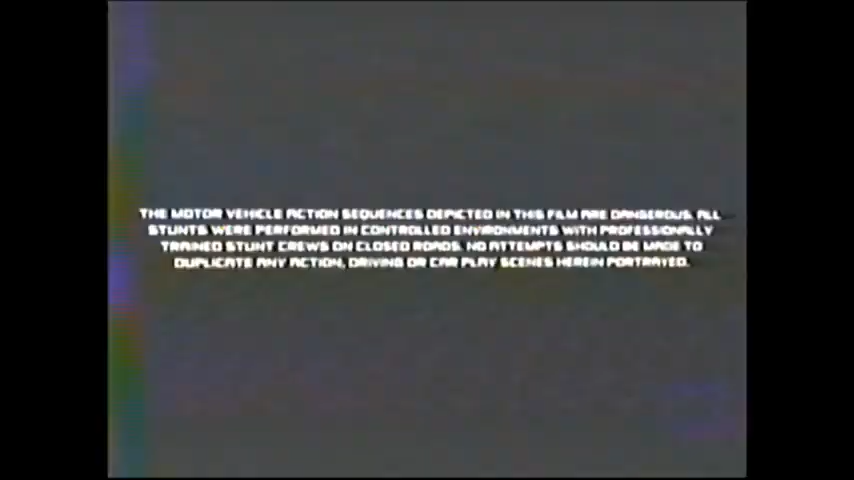 THE MOTOR VEHICLE ACTION SEQUENCES DEPICTED IN THIS FILM ARE DANGEROUS. ALL
STUNTS WERE PERFORMED IN CONTROLLED ENVIRONMENTS WITH PROFESSIONALLY
TRAINED STUNT CREWS ON CLOSED ROADS. NO ATTEMPTS SHOULD BE MADE TO
DUPLICATE ANY ACTION, DRIVING OR CAR PLAY SCENES HEREIN PORTRAYED.